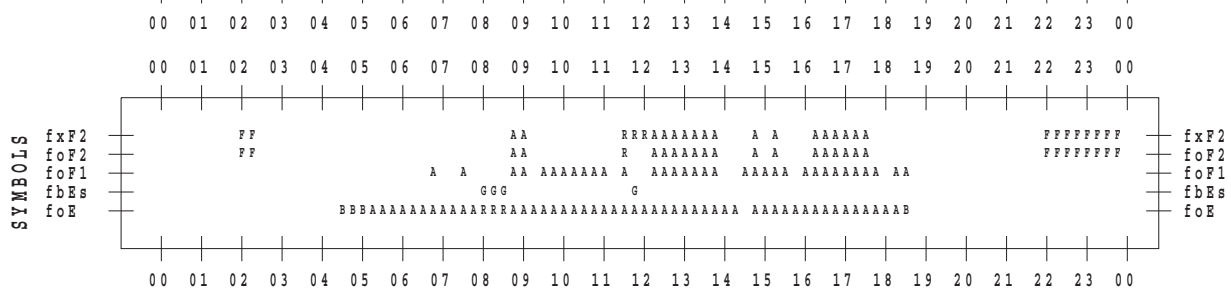 00 01 02 03 04 05 06 07 08 09 10 11 12 13 14 15 16 17 18 19 20 21 22 23 00
00 01 02 03 04 05 06 07 08 09 10 11 12 13 14 15 16 17 18 19 20 21 22 23 00
SYMBOLS
fxF2 FF AA RRRAAAAAAA A A AAAAAA FFFFFFFF fxF2
foF2 FF AA R AAAAAAA A A AAAAAA FFFFFFFF foF2
foF1 A A AA AAAAAAA A AAAAAAA AAAAA AAAAAAAA AA foF1
fbEs GGG G fbEs
foE BBBAAAAAAAAAAARRRAAAAAAAAAAAAAAAAAAAAAAA AAAAAAAAAAAAAAAB foE
00 01 02 03 04 05 06 07 08 09 10 11 12 13 14 15 16 17 18 19 20 21 22 23 00